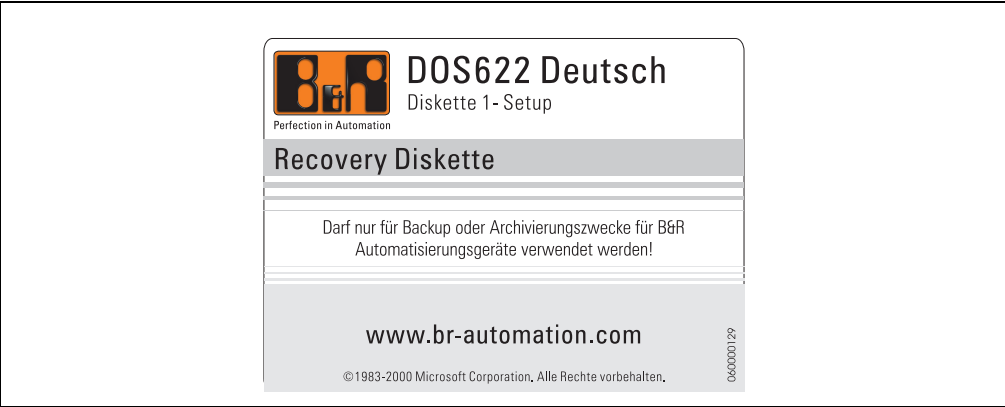 B&R
Perfection in Automation
DOS622 Deutsch
Diskette 1- Setup
Recovery Diskette
Darf nur für Backup oder Archivierungszwecke für B&R
Automatisierungsgeräte verwendet werden!
www.br-automation.com
©1983-2000 Microsoft Corporation. Alle Rechte vorbehalten.
060000129